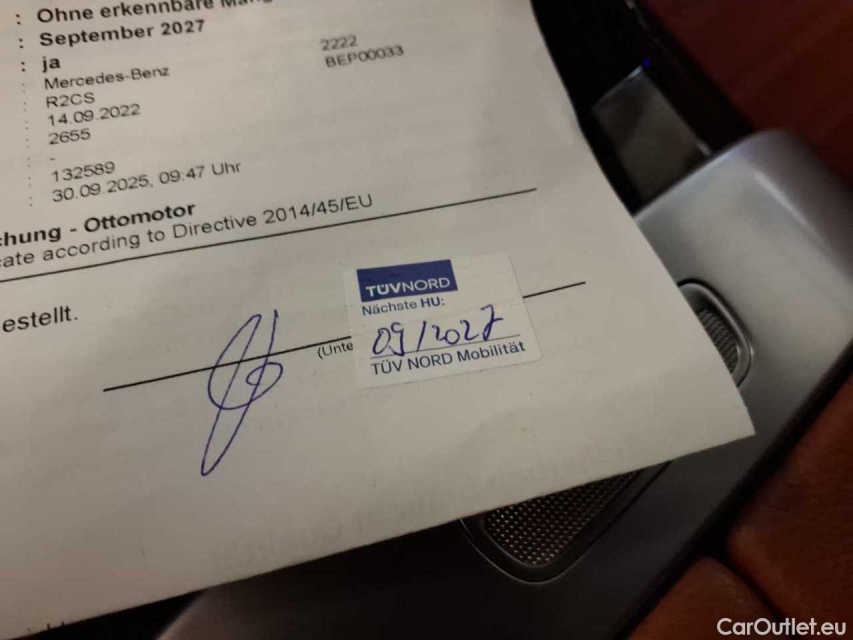 : Ohne erkennbare
: September 2027
: ja
: Mercedes-Benz 2222
: R2CS BEP00033
: 14.09.2022
: 2655
: -
: 132589
: 30.09.2025, 09:47 Uhr
chung - Ottomotor
cate according to Directive 2014/45/EU
estellt.
TÜVNORD
Nächste HU:
09/2027
(Unte
TÜV NORD Mobilität
CarOutlet.eu